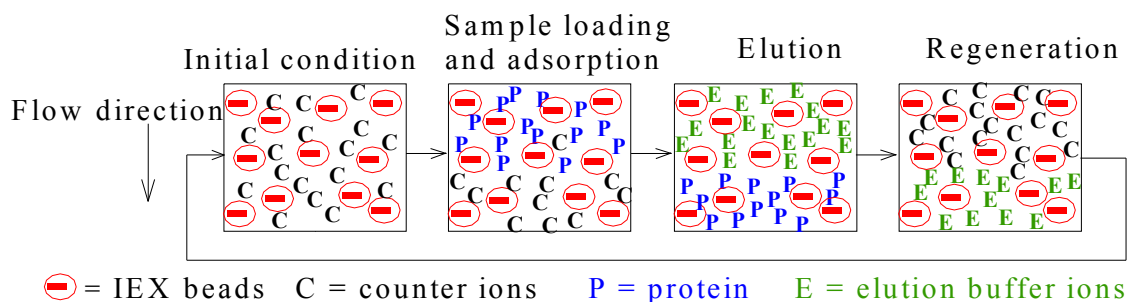 Initial condition
Sample loading
and adsorption
Elution
Regeneration
Flow direction
C C C C C C C C C C C C C C C C C C
P P P P P P P P P P P P P P P C C C C C C C C C C
E E E E E E E E E E E E E E E E P P P P P P P P P P P P P P
C C C C C C C C C C C C C C E E E E E E E E E E E E E E
= IEX beads C = counter ions P = protein E = elution buffer ions